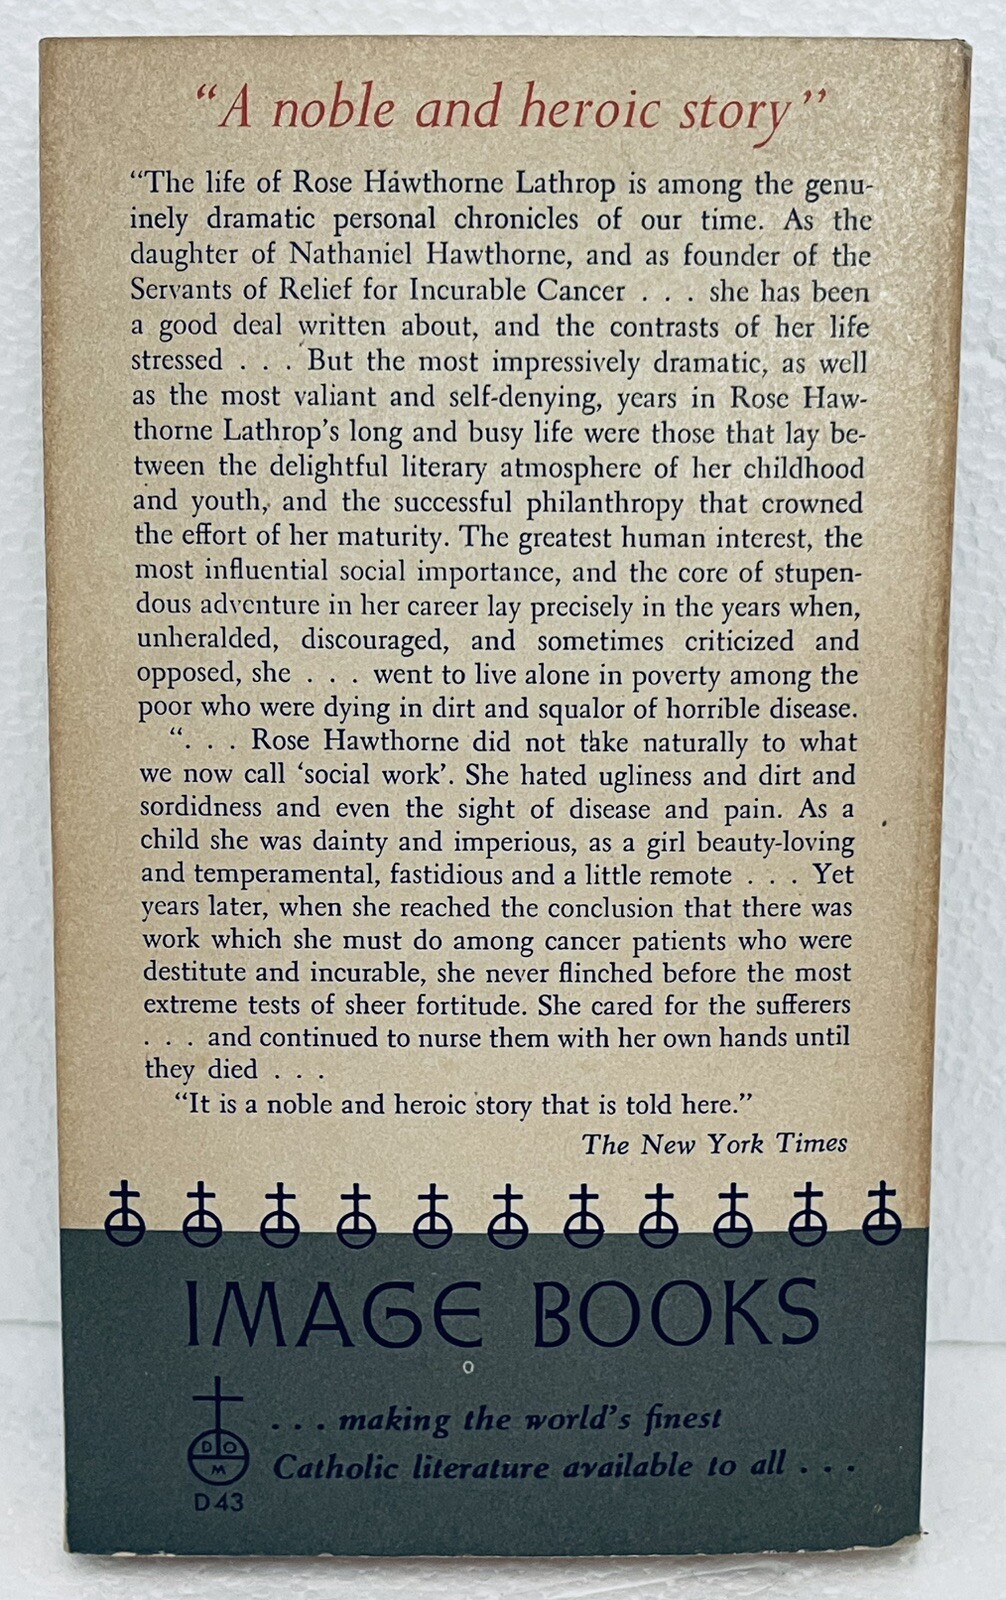 “A noble and heroic story”
“The life of Rose Hawthorne Lathrop is among the genu-
inely dramatic personal chronicles of our time. As the
daughter of Nathaniel Hawthorne, and as founder of the
Servants of Relief for Incurable Cancer . . . she has been
a good deal written about, and the contrasts of her life
stressed . . . But the most impressively dramatic, as well
as the most valiant and self-denying, years in Rose Haw-
thorne Lathrop’s long and busy life were those that lay be-
tween the delightful literary atmosphere of her childhood
and youth, and the successful philanthropy that crowned
the effort of her maturity. The greatest human interest, the
most influential social importance, and the core of stupen-
dous adventure in her career lay precisely in the years when,
unheralded, discouraged, and sometimes criticized and
opposed, she . . . went to live alone in poverty among the
poor who were dying in dirt and squalor of horrible disease.
“. . . Rose Hawthorne did not take naturally to what
we now call ‘social work’. She hated ugliness and dirt and
sordidness and even the sight of disease and pain. As a
child she was dainty and imperious, as a girl beauty-loving
and temperamental, fastidious and a little remote . . . Yet
years later, when she reached the conclusion that there was
work which she must do among cancer patients who were
destitute and incurable, she never flinched before the most
extreme tests of sheer fortitude. She cared for the sufferers
. . . and continued to nurse them with her own hands until
they died . . .
“It is a noble and heroic story that is told here.”
The New York Times
IMAGE BOOKS
. . . making the world’s finest
Catholic literature available to all . . .
D O
M
D 43